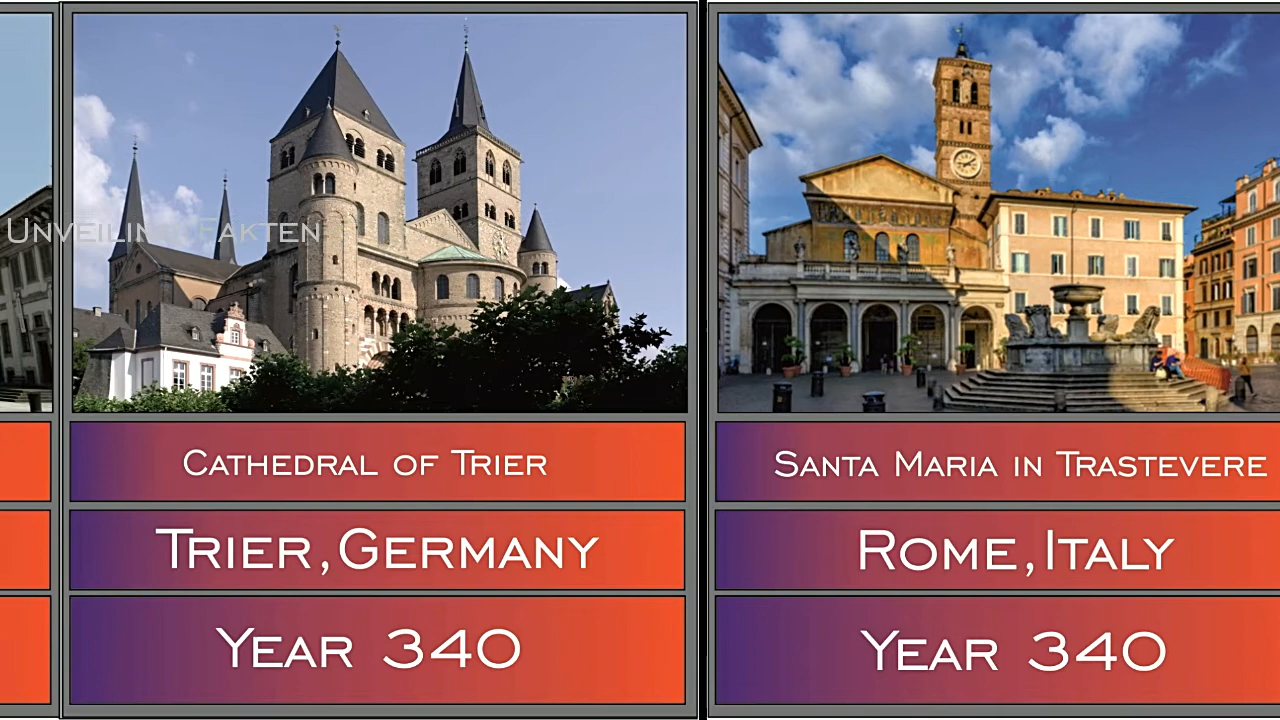 Cathedral of Trier
Trier, Germany
Year 340
Santa Maria in Trastevere
Rome, Italy
Year 340